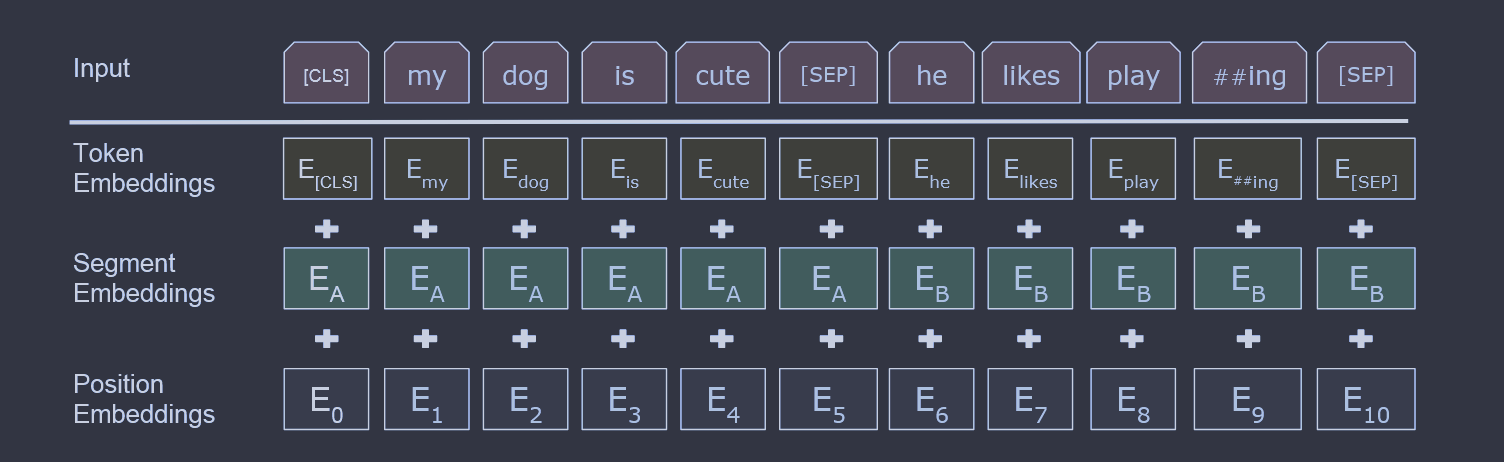 Input [CLS] my dog is cute [SEP] he likes play ##ing [SEP]
Token
Embeddings
E[CLS] Emy Edog Eis Ecute E[SEP] Ehe Elikes Eplay E##ing E[SEP]
+ + + + + + + + + + +
Segment
Embeddings
EA EA EA EA EA EA EB EB EB EB EB
+ + + + + + + + + + +
Position
Embeddings
E0 E1 E2 E3 E4 E5 E6 E7 E8 E9 E10